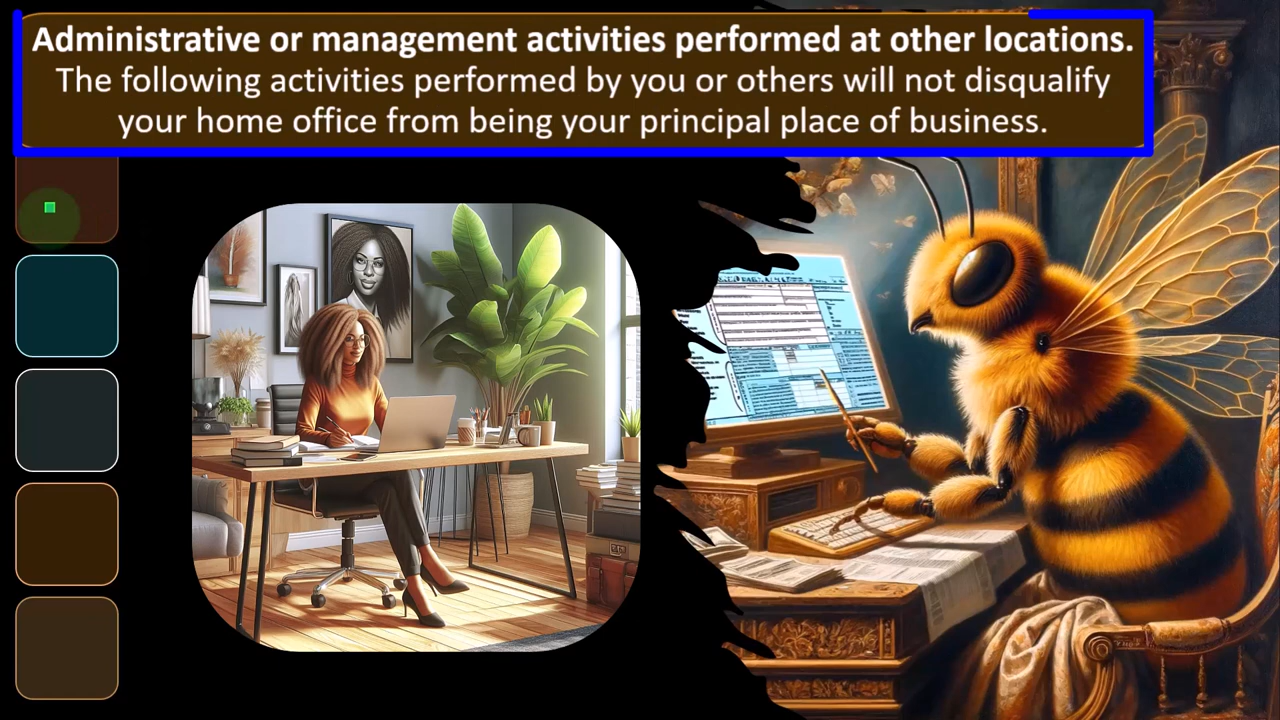 Administrative or management activities performed at other locations.
The following activities performed by you or others will not disqualify
your home office from being your principal place of business.